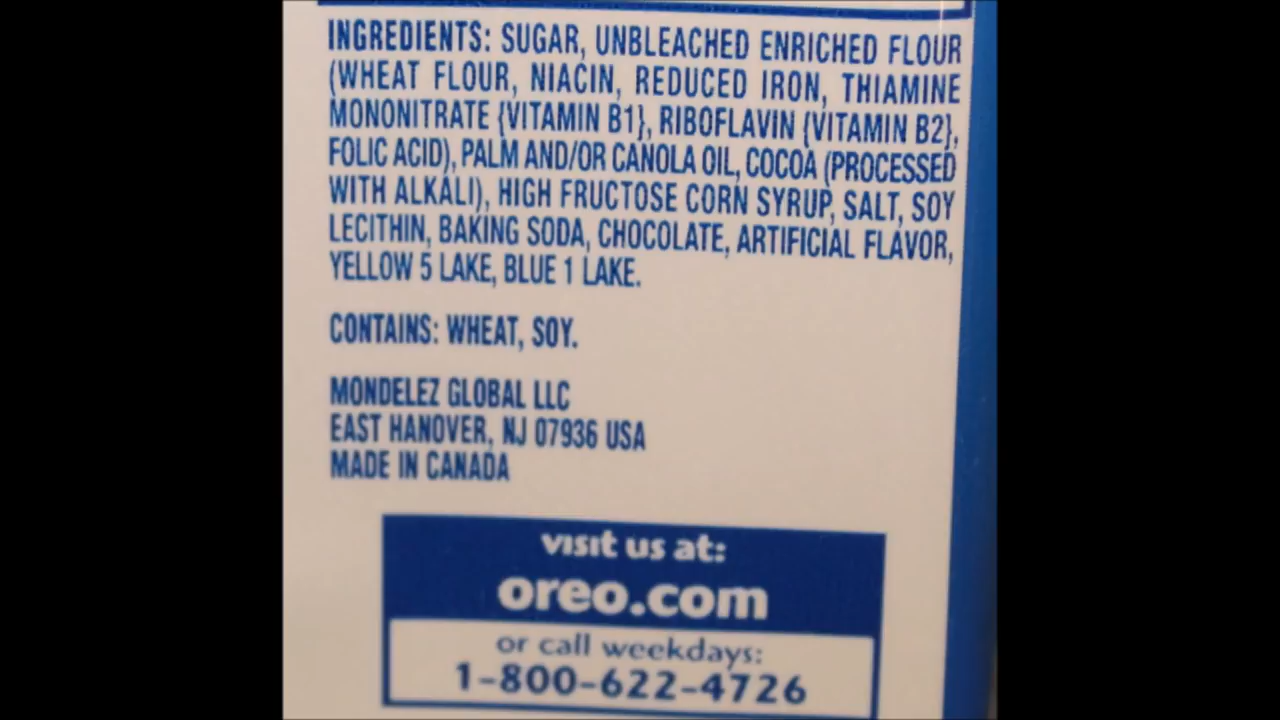 INGREDIENTS: SUGAR, UNBLEACHED ENRICHED FLOUR
(WHEAT FLOUR, NIACIN, REDUCED IRON, THIAMINE
MONONITRATE {VITAMIN B1}, RIBOFLAVIN {VITAMIN B2},
FOLIC ACID), PALM AND/OR CANOLA OIL, COCOA (PROCESSED
WITH ALKALI), HIGH FRUCTOSE CORN SYRUP, SALT, SOY
LECITHIN, BAKING SODA, CHOCOLATE, ARTIFICIAL FLAVOR,
YELLOW 5 LAKE, BLUE 1 LAKE.
CONTAINS: WHEAT, SOY.
MONDELEZ GLOBAL LLC
EAST HANOVER, NJ 07936 USA
MADE IN CANADA
visit us at:
oreo.com
or call weekdays:
1-800-622-4726